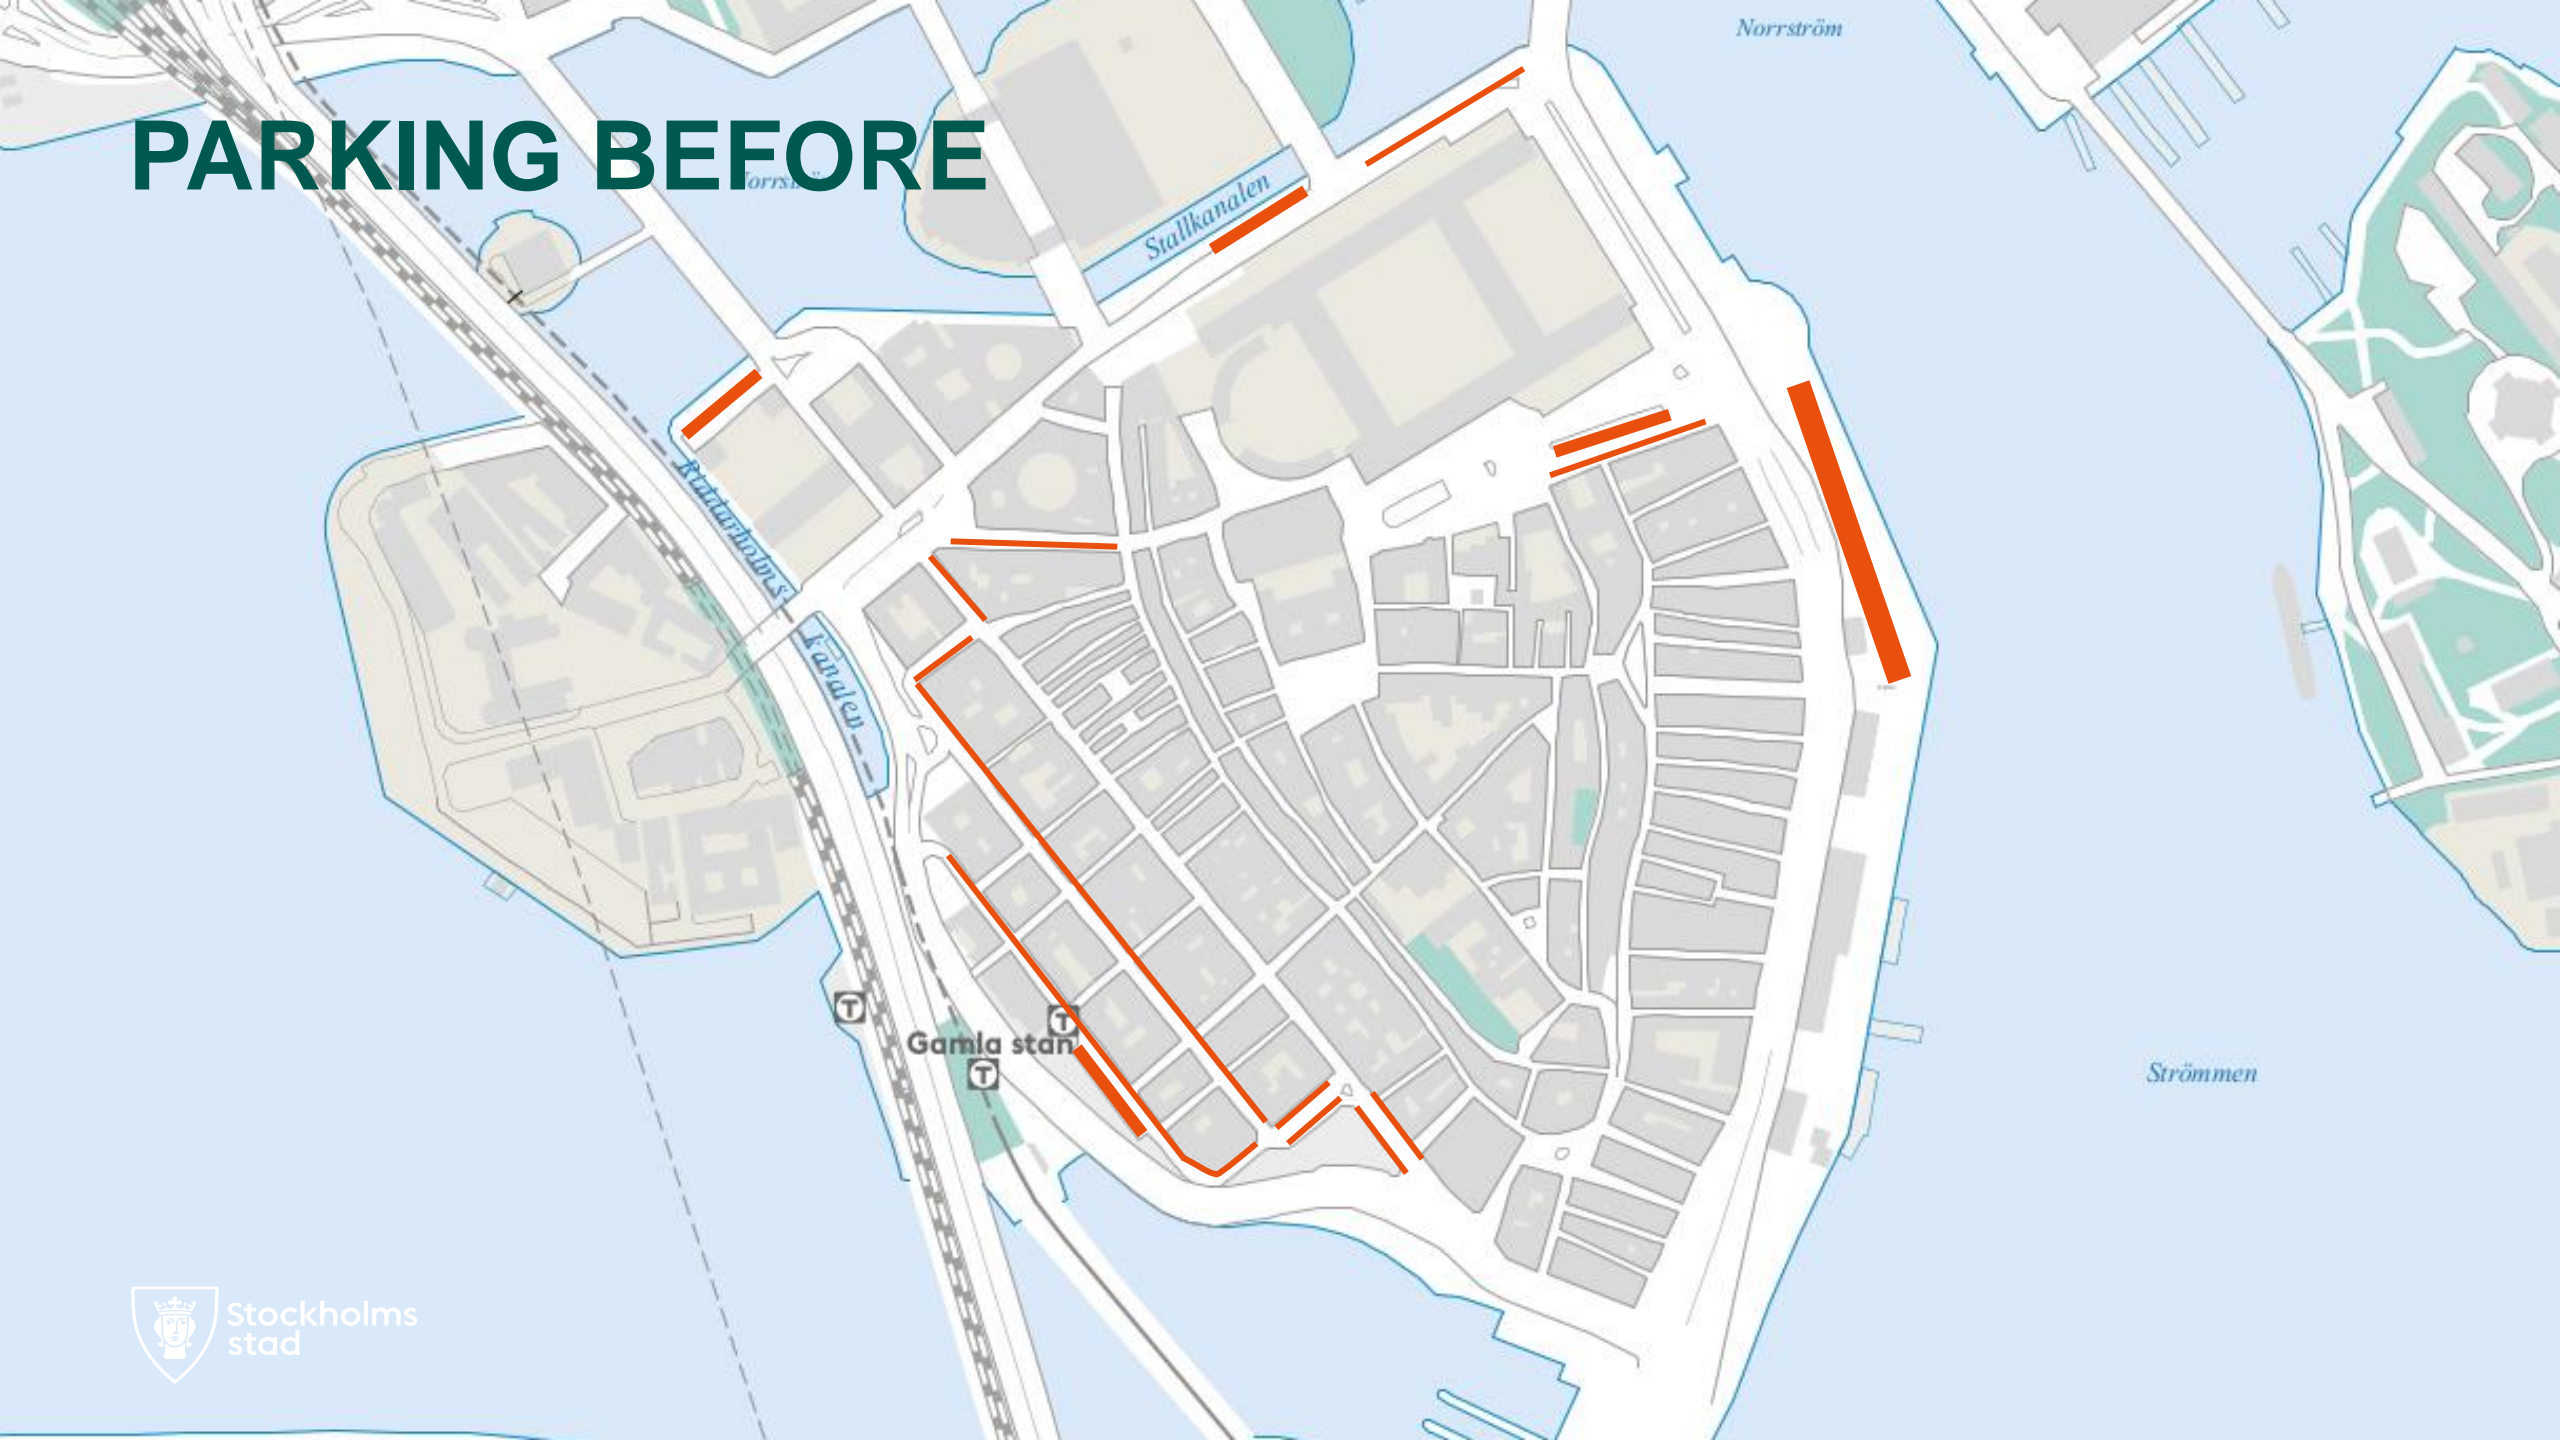 Norrström
PARKING BEFORE
Stallkanalen
Riddarholms
kanalen
T
T
Gamla stan
T
Strömmen
Stockholms
stad